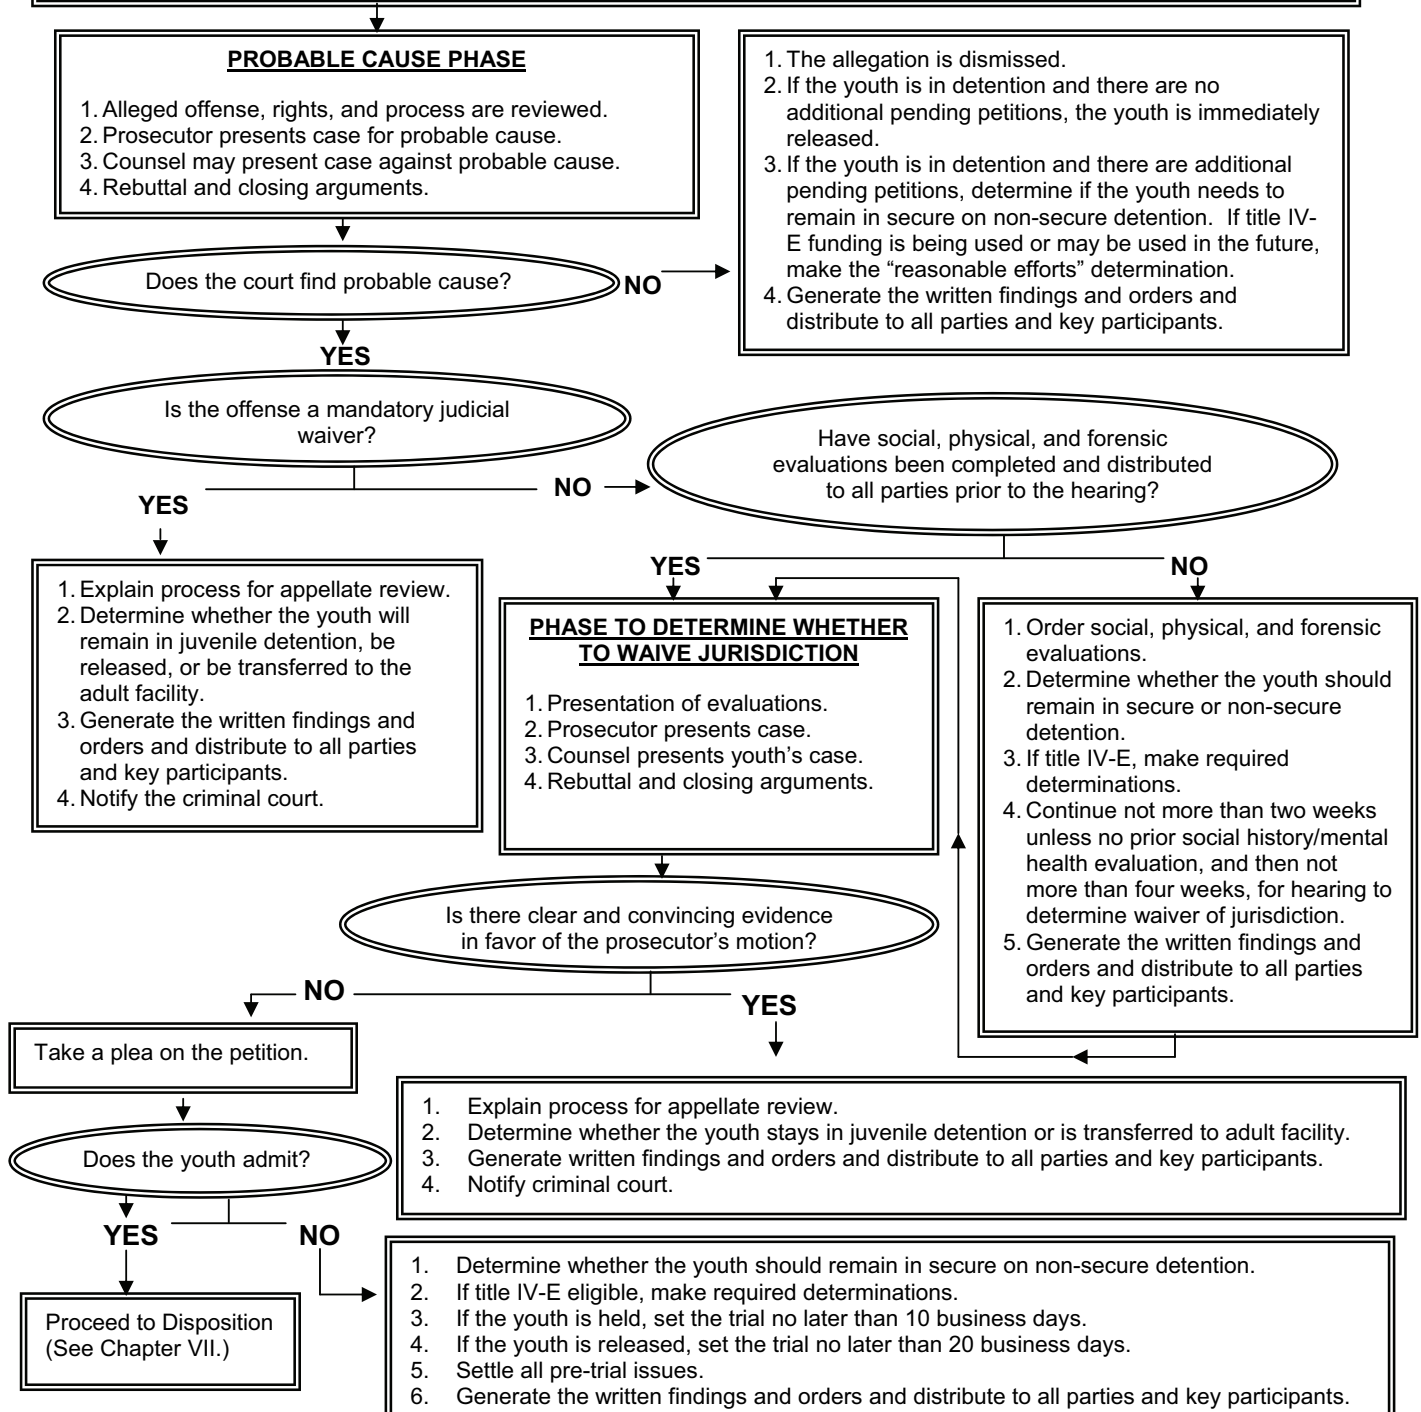 PROBABLE CAUSE PHASE
1. Alleged offense, rights, and process are reviewed.
2. Prosecutor presents case for probable cause.
3. Counsel may present case against probable cause.
4. Rebuttal and closing arguments.
1. The allegation is dismissed.
2. If the youth is in detention and there are no
additional pending petitions, the youth is immediately
released.
3. If the youth is in detention and there are additional
pending petitions, determine if the youth needs to
remain in secure on non-secure detention. If title IV-
E funding is being used or may be used in the future,
make the “reasonable efforts” determination.
4. Generate the written findings and orders and
distribute to all parties and key participants.
Does the court find probable cause?
NO
YES
Is the offense a mandatory judicial
waiver?
YES
NO
Have social, physical, and forensic
evaluations been completed and distributed
to all parties prior to the hearing?
YES
NO
1. Explain process for appellate review.
2. Determine whether the youth will
remain in juvenile detention, be
released, or be transferred to the
adult facility.
3. Generate the written findings and
orders and distribute to all parties
and key participants.
4. Notify the criminal court.
PHASE TO DETERMINE WHETHER
TO WAIVE JURISDICTION
1. Presentation of evaluations.
2. Prosecutor presents case.
3. Counsel presents youth’s case.
4. Rebuttal and closing arguments.
1. Order social, physical, and forensic
evaluations.
2. Determine whether the youth should
remain in secure or non-secure
detention.
3. If title IV-E, make required
determinations.
4. Continue not more than two weeks
unless no prior social history/mental
health evaluation, and then not
more than four weeks, for hearing to
determine waiver of jurisdiction.
5. Generate the written findings and
orders and distribute to all parties
and key participants.
Is there clear and convincing evidence
in favor of the prosecutor’s motion?
NO
YES
Take a plea on the petition.
1. Explain process for appellate review.
2. Determine whether the youth stays in juvenile detention or is transferred to adult facility.
3. Generate written findings and orders and distribute to all parties and key participants.
4. Notify criminal court.
Does the youth admit?
YES
NO
Proceed to Disposition
(See Chapter VII.)
1. Determine whether the youth should remain in secure on non-secure detention.
2. If title IV-E eligible, make required determinations.
3. If the youth is held, set the trial no later than 10 business days.
4. If the youth is released, set the trial no later than 20 business days.
5. Settle all pre-trial issues.
6. Generate the written findings and orders and distribute to all parties and key participants.